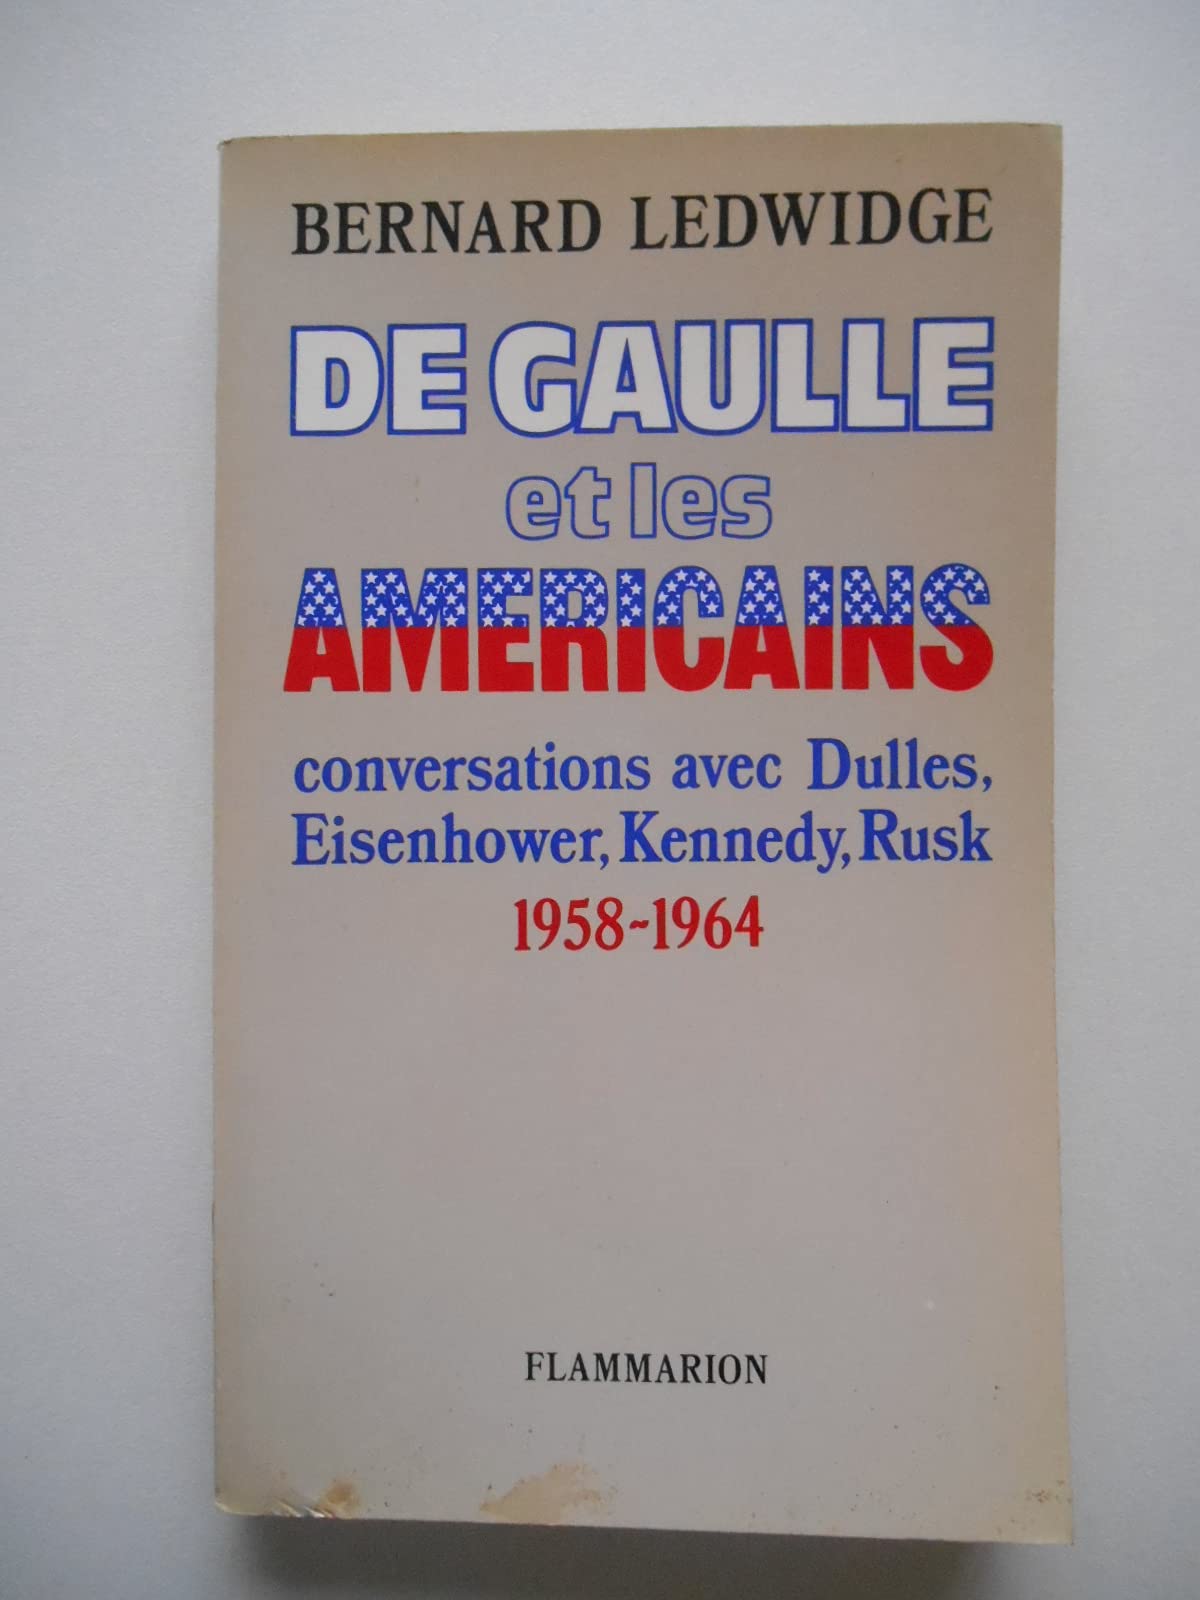 BERNARD LEDWIDGE
DE GAULLE
et les
AMERICAINS
conversations avec Dulles,
Eisenhower, Kennedy, Rusk
1958~1964
FLAMMARION